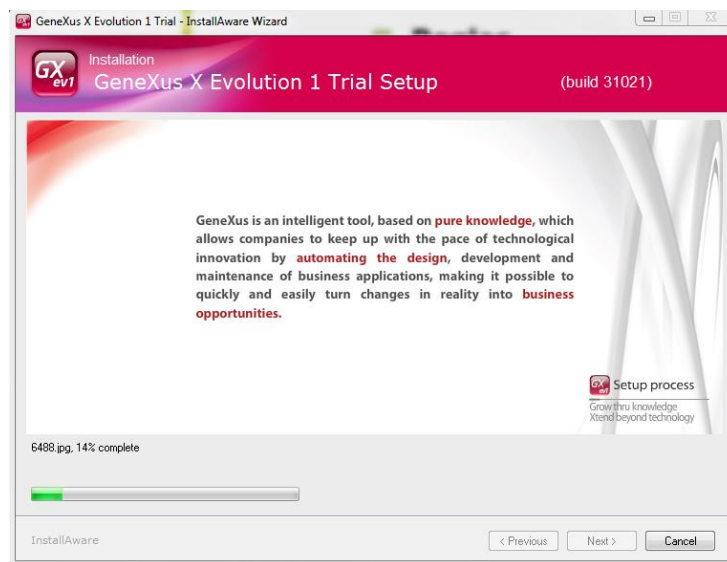 GeneXus X Evolution 1 Trial - InstallAware Wizard
GX
ev1
Installation
GeneXus X Evolution 1 Trial Setup
(build 31021)
GeneXus is an intelligent tool, based on pure knowledge, which
allows companies to keep up with the pace of technological
innovation by automating the design, development and
maintenance of business applications, making it possible to
quickly and easily turn changes in reality into business
opportunities.
GX
ev1
Setup process
Grow thru knowledge
Xtend beyond technology
6488.jpg, 14% complete
InstallAware
< Previous
Next >
Cancel